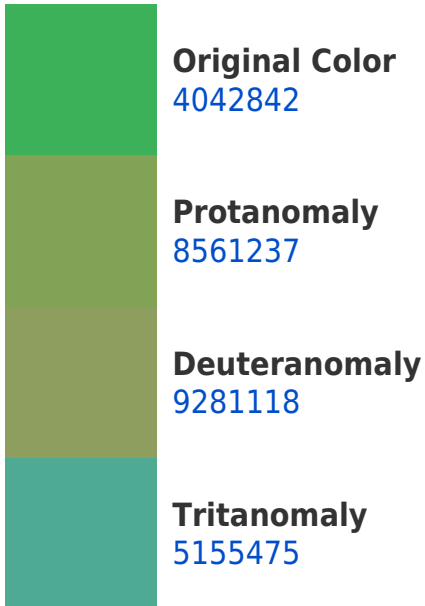 Original Color
4042842
Protanomaly
8561237
Deuteranomaly
9281118
Tritanomaly
5155475